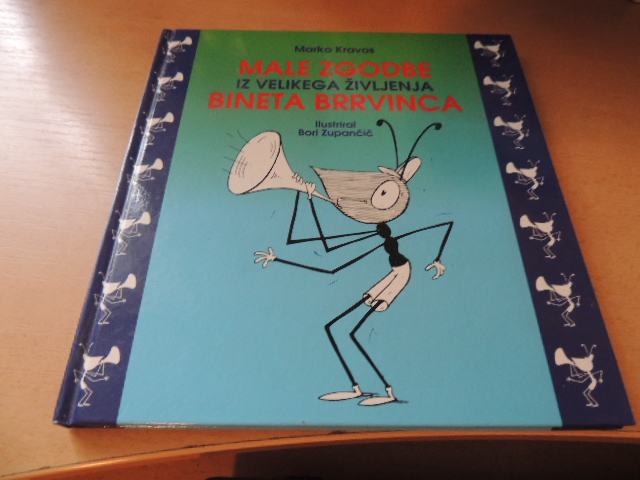 Marko Kravos
MALE ZGODBE
IZ VELIKEGA ŽIVLJENJA
BINETA BRRVINCA
Ilustriral
Bori Zupančič